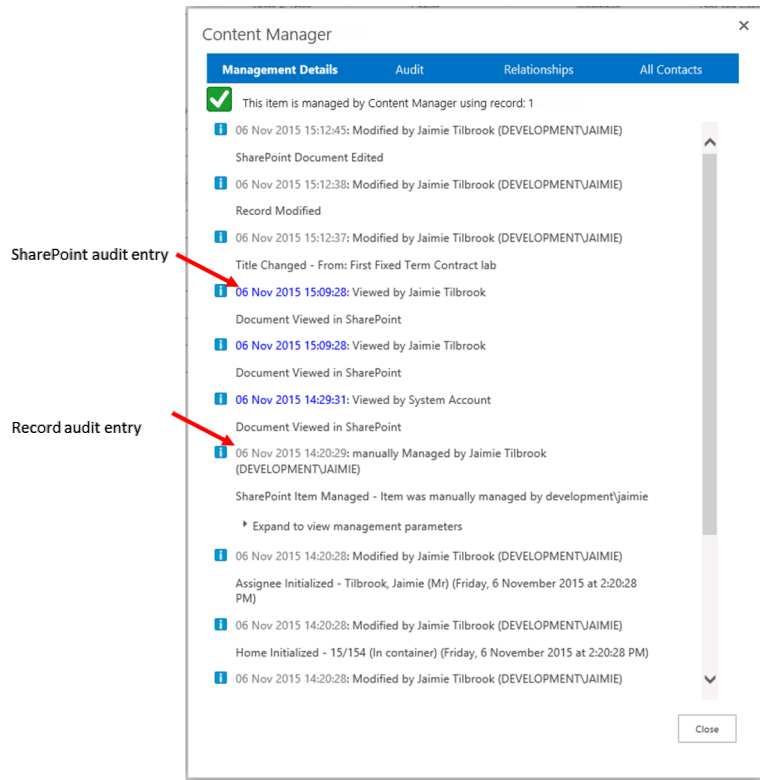 Content Manager
Management Details Audit Relationships All Contacts
This item is managed by Content Manager using record: 1
06 Nov 2015 15:12:45: Modified by Jaimie Tilbrook (DEVELOPMENT\JAIMIE)
SharePoint Document Edited
06 Nov 2015 15:12:38: Modified by Jaimie Tilbrook (DEVELOPMENT\JAIMIE)
Record Modified
06 Nov 2015 15:12:37: Modified by Jaimie Tilbrook (DEVELOPMENT\JAIMIE)
SharePoint audit entry
Title Changed - From: First Fixed Term Contract lab
06 Nov 2015 15:09:28: Viewed by Jaimie Tilbrook
Document Viewed in SharePoint
06 Nov 2015 15:09:28: Viewed by Jaimie Tilbrook
Document Viewed in SharePoint
06 Nov 2015 14:29:31: Viewed by System Account
Record audit entry
Document Viewed in SharePoint
06 Nov 2015 14:20:29: manually Managed by Jaimie Tilbrook
(DEVELOPMENT\JAIMIE)
SharePoint Item Managed - Item was manually managed by development\jaimie
Expand to view management parameters
06 Nov 2015 14:20:28: Modified by Jaimie Tilbrook (DEVELOPMENT\JAIMIE)
Assignee Initialized - Tilbrook, Jaimie (Mr) (Friday, 6 November 2015 at 2:20:28
PM)
06 Nov 2015 14:20:28: Modified by Jaimie Tilbrook (DEVELOPMENT\JAIMIE)
Home Initialized - 15/154 (In container) (Friday, 6 November 2015 at 2:20:28 PM)
06 Nov 2015 14:20:28: Modified by Jaimie Tilbrook (DEVELOPMENT\JAIMIE)
Close